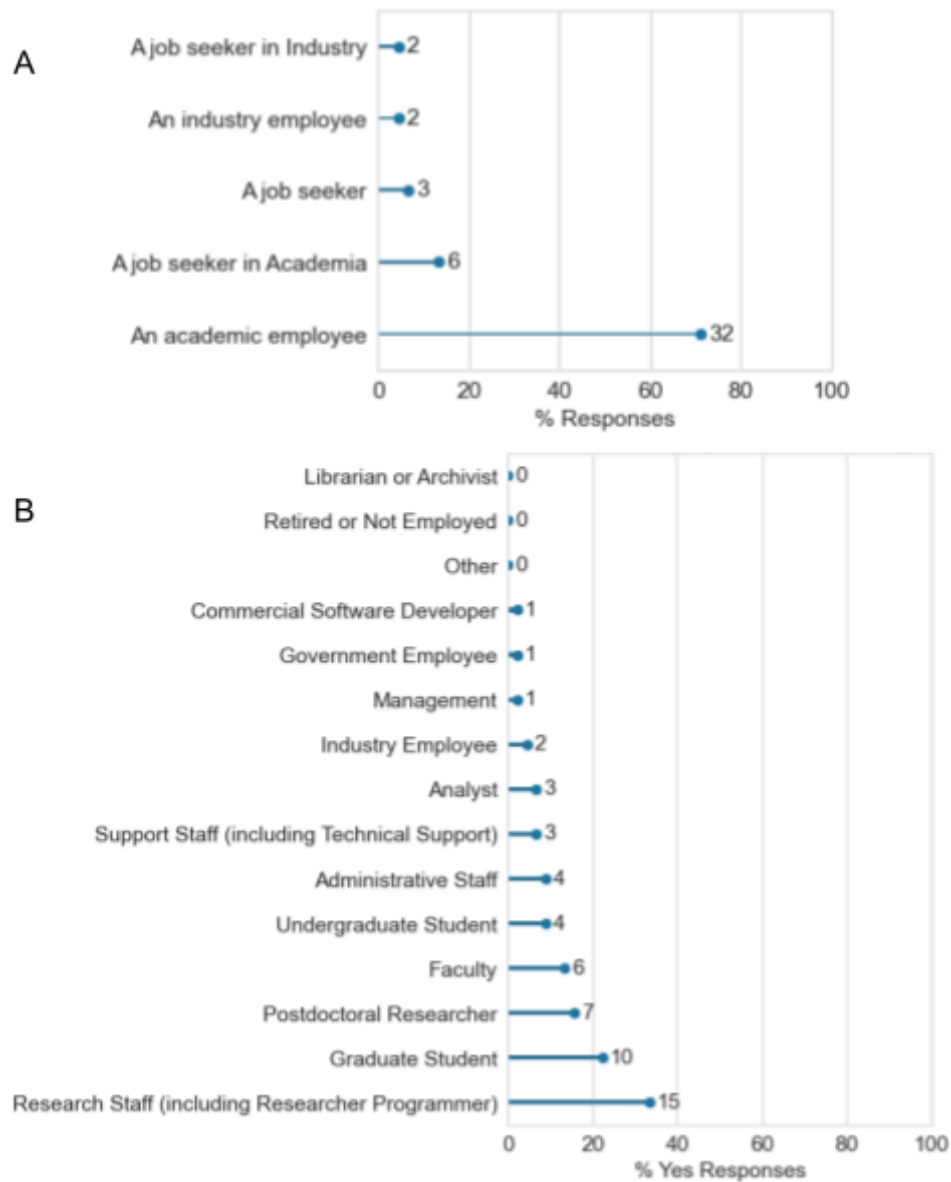 A
A job seeker in Industry 2
An industry employee 2
A job seeker 3
A job seeker in Academia 6
An academic employee 32
0 20 40 60 80 100
% Responses
B
Librarian or Archivist 0
Retired or Not Employed 0
Other 0
Commercial Software Developer 1
Government Employee 1
Management 1
Industry Employee 2
Analyst 3
Support Staff (including Technical Support) 3
Administrative Staff 4
Undergraduate Student 4
Faculty 6
Postdoctoral Researcher 7
Graduate Student 10
Research Staff (including Researcher Programmer) 15
0 20 40 60 80 100
% Yes Responses